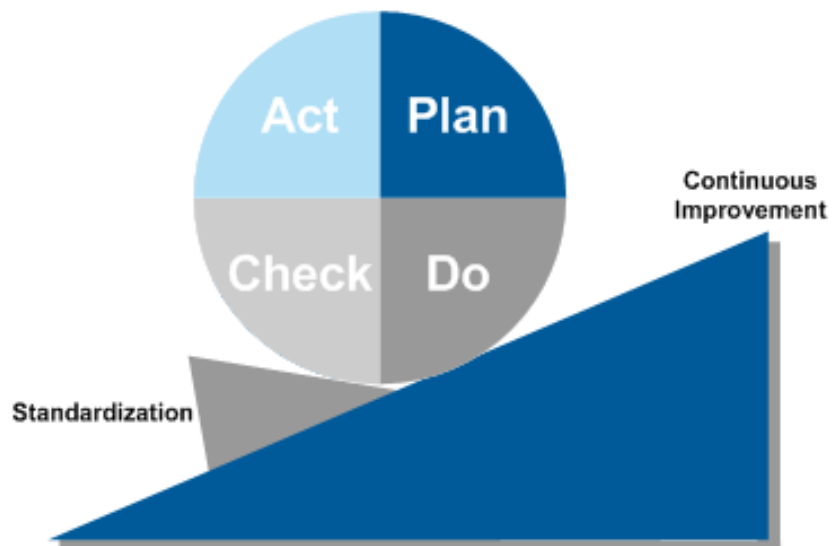 Act
Plan
Continuous
Improvement
Check
Do
Standardization